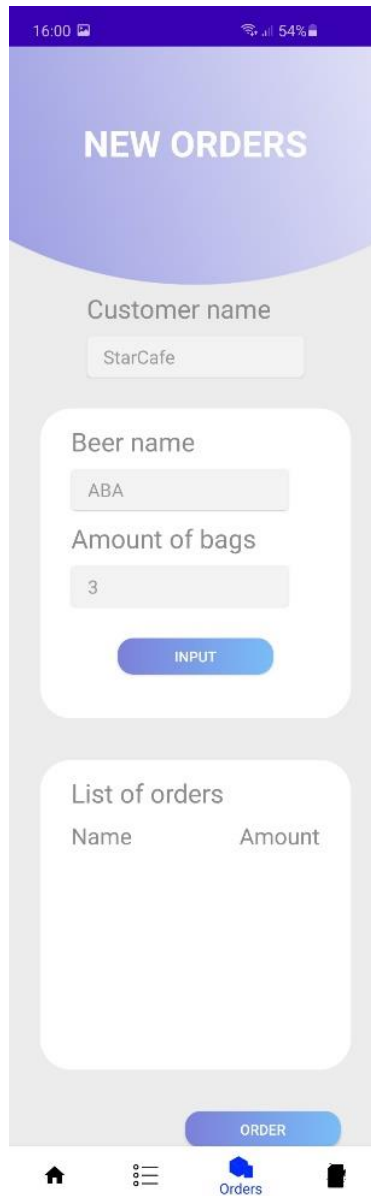 16:00 54%
NEW ORDERS
Customer name
StarCafe
Beer name
ABA
Amount of bags
3
INPUT
List of orders
Name Amount
ORDER
Orders